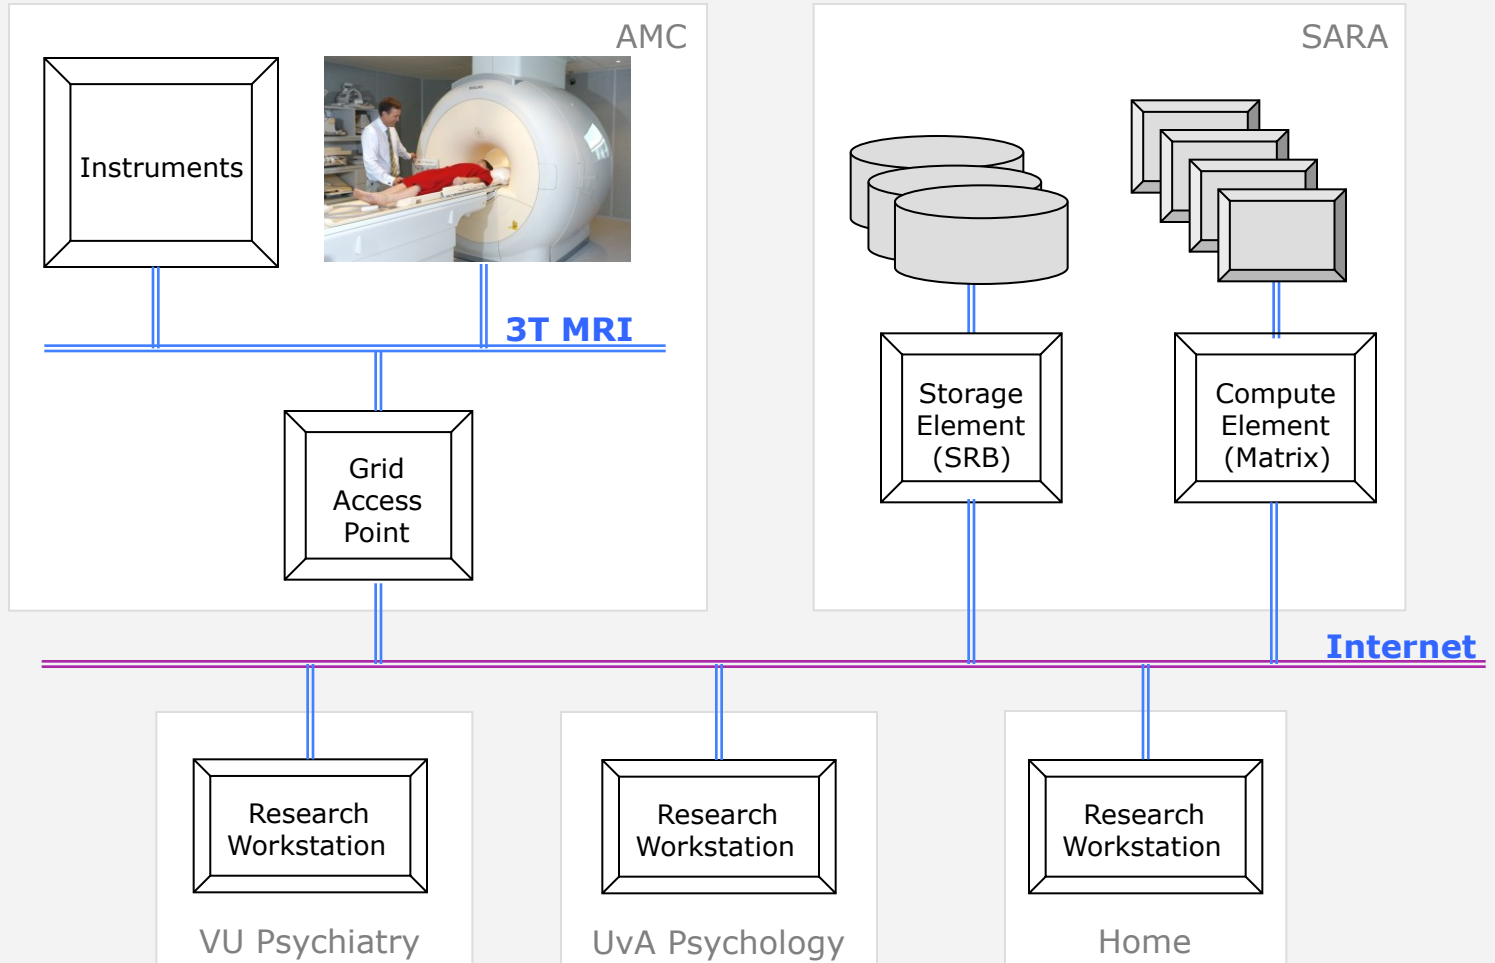 AMC
SARA
Instruments
3T MRI
Grid
Access
Point
Storage
Element
(SRB)
Compute
Element
(Matrix)
Internet
Research
Workstation
Research
Workstation
Research
Workstation
VU Psychiatry
UvA Psychology
Home